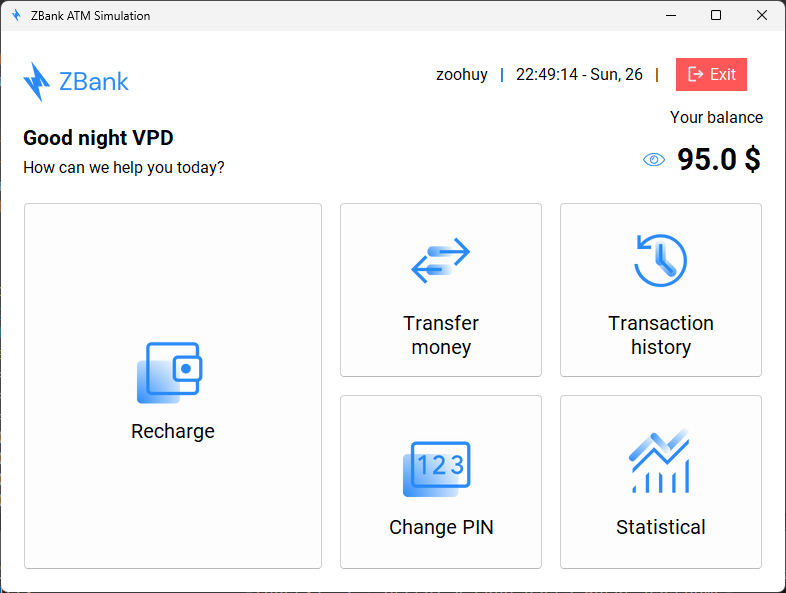 ZBank ATM Simulation
ZBank
zoohuy | 22:49:14 - Sun, 26 | Exit
Your balance
Good night VPD
95.0 $
How can we help you today?
Recharge
Transfer
money
Transaction
history
123
Change PIN
Statistical